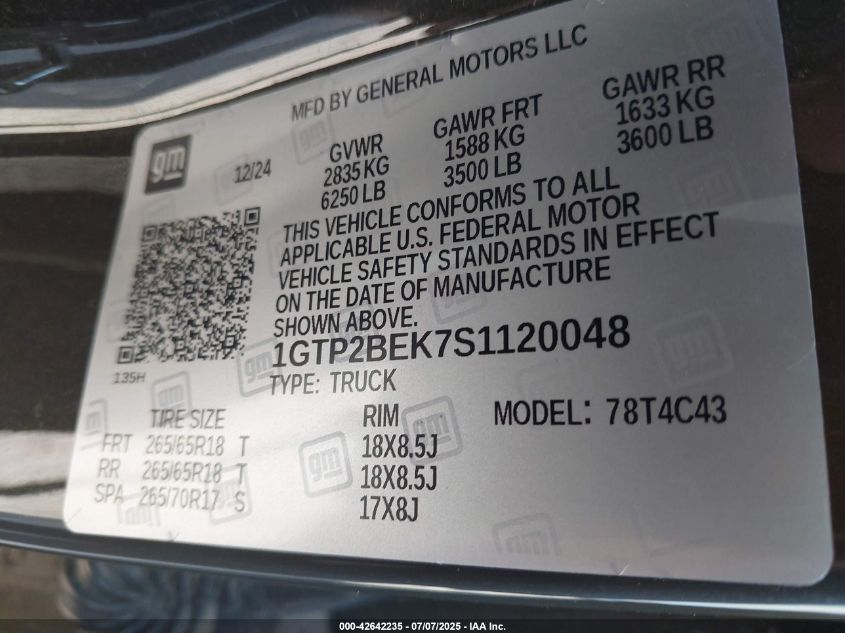 MFD BY GENERAL MOTORS LLC
gm
12/24
GVWR
2835 KG
6250 LB
GAWR FRT
1588 KG
3500 LB
GAWR RR
1633 KG
3600 LB
THIS VEHICLE CONFORMS TO ALL
APPLICABLE U.S. FEDERAL MOTOR
VEHICLE SAFETY STANDARDS IN EFFECT
ON THE DATE OF MANUFACTURE
SHOWN ABOVE.
1GTP2BEK7S1120048
135H
TYPE: TRUCK
MODEL: 78T4C43
TIRE SIZE RIM
FRT 265/65R18 T 18X8.5J
RR 265/65R18 T 18X8.5J
SPA 265/70R17 S 17X8J
000-42642235 - 07/07/2025 - IAA Inc.